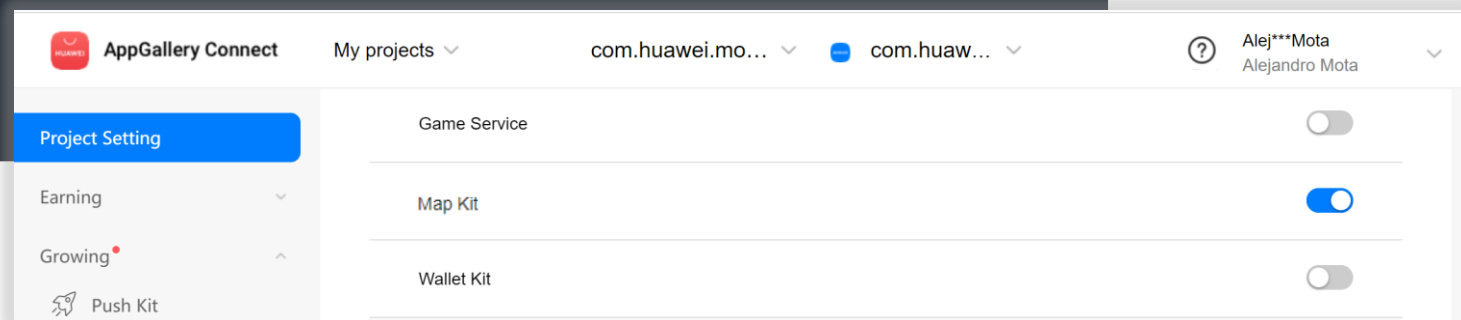 HUAWEI
AppGallery Connect
My projects
com.huawei.mo...
com.huaw...
?
Alej***Mota
Alejandro Mota
Project Setting
Earning
Growing
Push Kit
Game Service
Map Kit
Wallet Kit